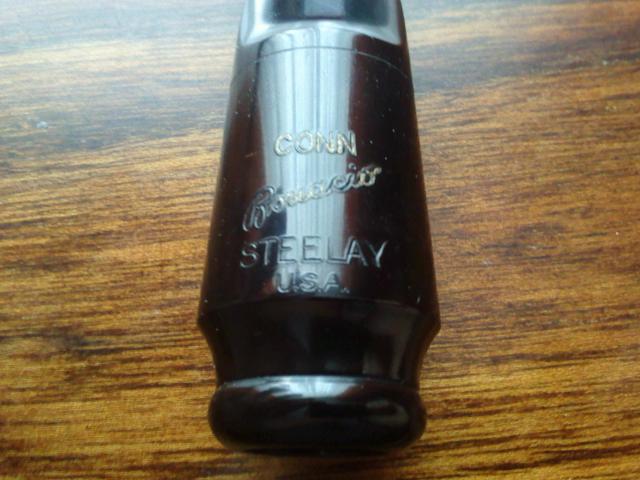 CONN
Bonacio
STEELAY
U.S.A.